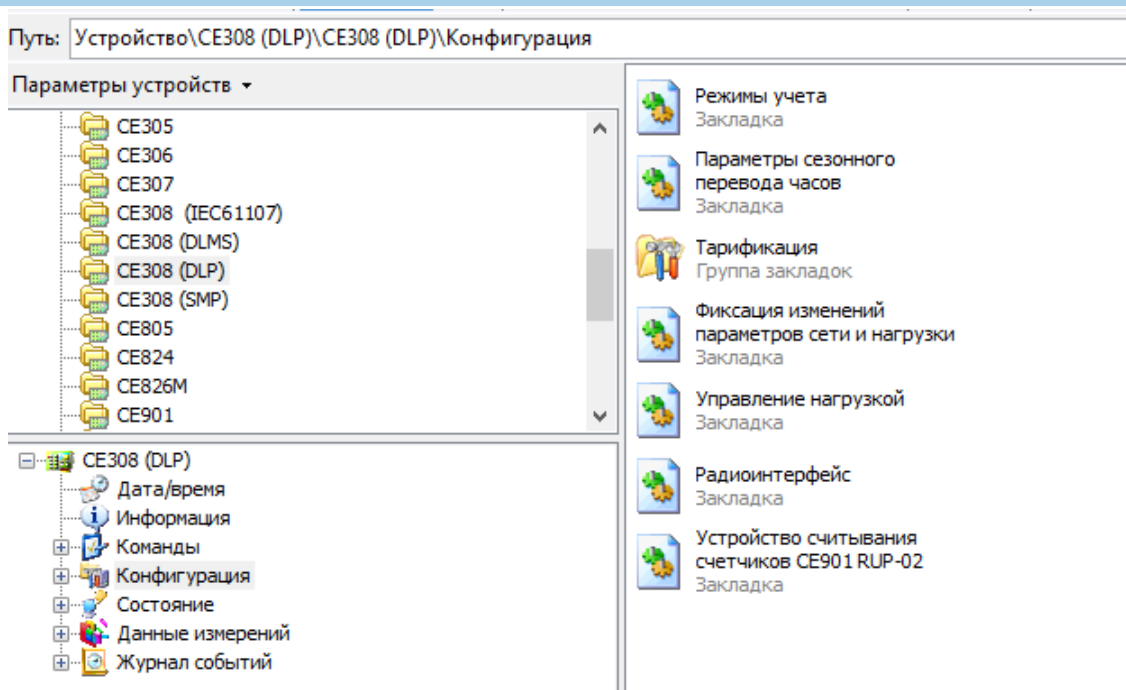 Путь: Устройство\CE308 (DLP)\CE308 (DLP)\Конфигурация
Параметры устройств
CE305
CE306
CE307
CE308 (IEC61107)
CE308 (DLMS)
CE308 (DLP)
CE308 (SMP)
CE805
CE824
CE826M
CE901
CE308 (DLP)
Дата/время
Информация
Команды
Конфигурация
Состояние
Данные измерений
Журнал событий
Режимы учета
Закладка
Параметры сезонного
перевода часов
Закладка
Тарификация
Группа закладок
Фиксация изменений
параметров сети и нагрузки
Закладка
Управление нагрузкой
Закладка
Радиоинтерфейс
Закладка
Устройство считывания
счетчиков CE901 RUP-02
Закладка